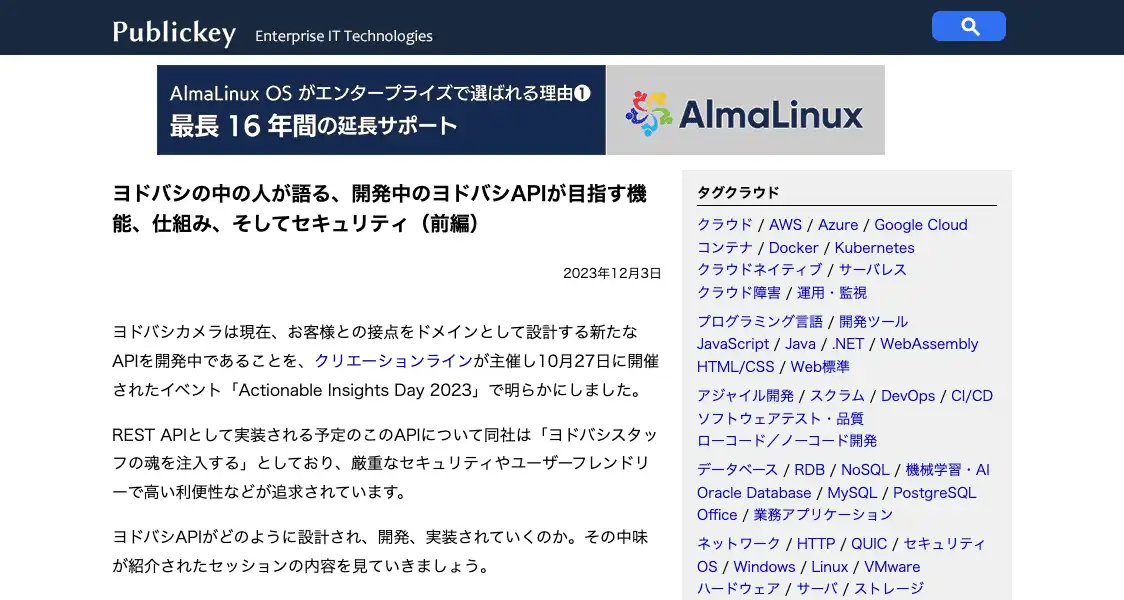 Publickey Enterprise IT Technologies
AlmaLinux OS がエンタープライズで選ばれる理由❶
最長 16 年間の延長サポート
AlmaLinux
ヨドバシの中の人が語る、開発中のヨドバシAPIが目指す機
能、仕組み、そしてセキュリティ（前編）
2023年12月3日
ヨドバシカメラは現在、お客様との接点をドメインとして設計する新たな
APIを開発中であることを、クリエーションラインが主催し10月27日に開催
されたイベント「Actionable Insights Day 2023」で明らかにしました。
REST APIとして実装される予定のこのAPIについて同社は「ヨドバシスタッ
フの魂を注入する」としており、厳重なセキュリティやユーザーフレンドリ
ーで高い利便性などが追求されています。
ヨドバシAPIがどのように設計され、開発、実装されていくのか。その中味
が紹介されたセッションの内容を見ていきましょう。
タグクラウド
クラウド / AWS / Azure / Google Cloud
コンテナ / Docker / Kubernetes
クラウドネイティブ / サーバレス
クラウド障害 / 運用・監視
プログラミング言語 / 開発ツール
JavaScript / Java / .NET / WebAssembly
HTML/CSS / Web標準
アジャイル開発 / スクラム / DevOps / CI/CD
ソフトウェアテスト・品質
ローコード／ノーコード開発
データベース / RDB / NoSQL / 機械学習・AI
Oracle Database / MySQL / PostgreSQL
Office / 業務アプリケーション
ネットワーク / HTTP / QUIC / セキュリティ
OS / Windows / Linux / VMware
ハードウェア / サーバ / ストレージ